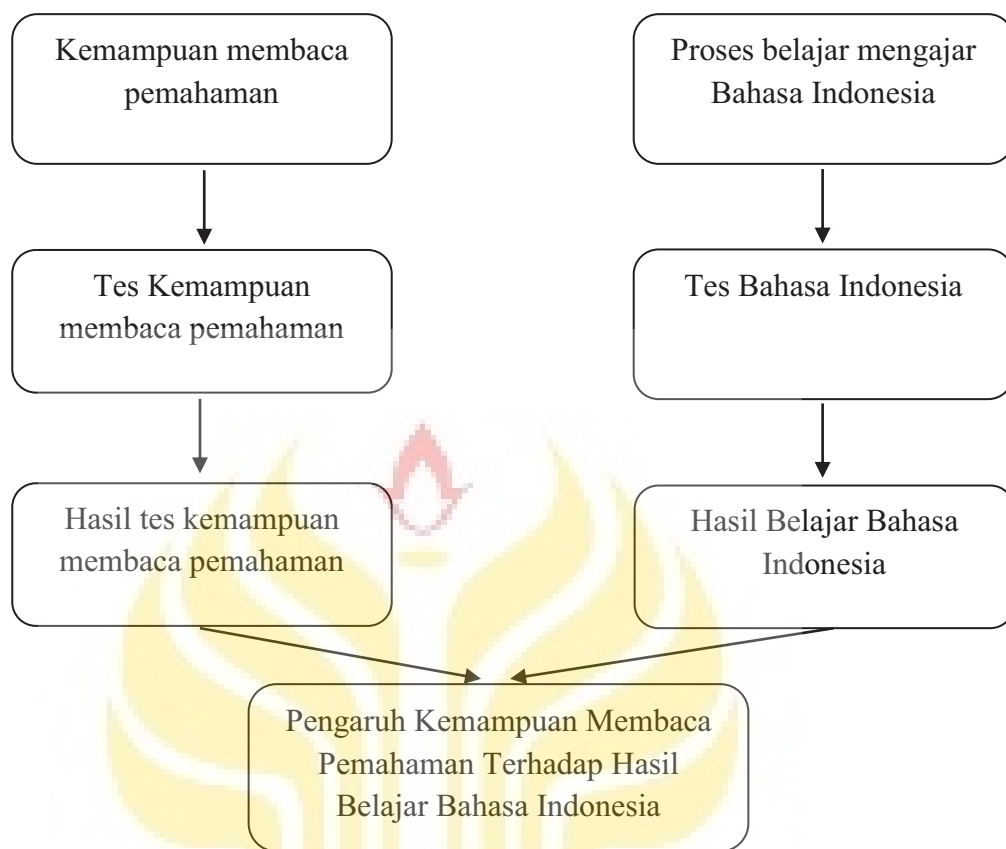 Kemampuan membaca
pemahaman
Proses belajar mengajar
Bahasa Indonesia
Tes Kemampuan
membaca pemahaman
Tes Bahasa Indonesia
Hasil tes kemampuan
membaca pemahaman
Hasil Belajar Bahasa
Indonesia
Pengaruh Kemampuan Membaca
Pemahaman Terhadap Hasil
Belajar Bahasa Indonesia